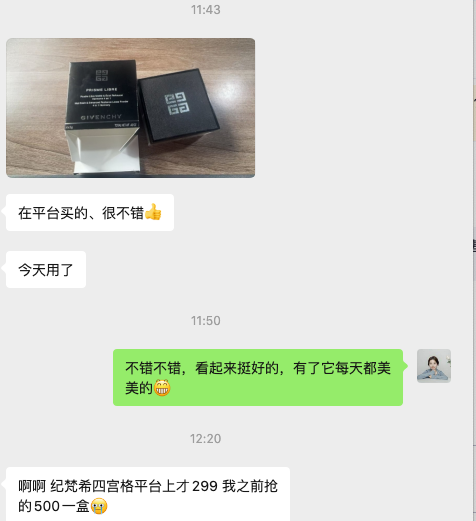 11:43
PRISME LIBRE
GIVENCHY
在平台买的、很不错👍
今天用了
11:50
不错不错，看起来挺好的，有了它每天都美
美的😁
12:20
啊啊 纪梵希四宫格平台上才299 我之前抢
的500一盒😬